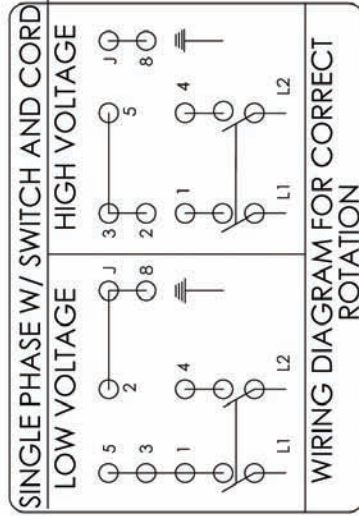 SINGLE PHASE W/ SWITCH AND CORD
LOW VOLTAGE
HIGH VOLTAGE
5
2
J
3
8
1
4
L1
L2
3
5
J
2
8
1
4
L1
L2
WIRING DIAGRAM FOR CORRECT
ROTATION